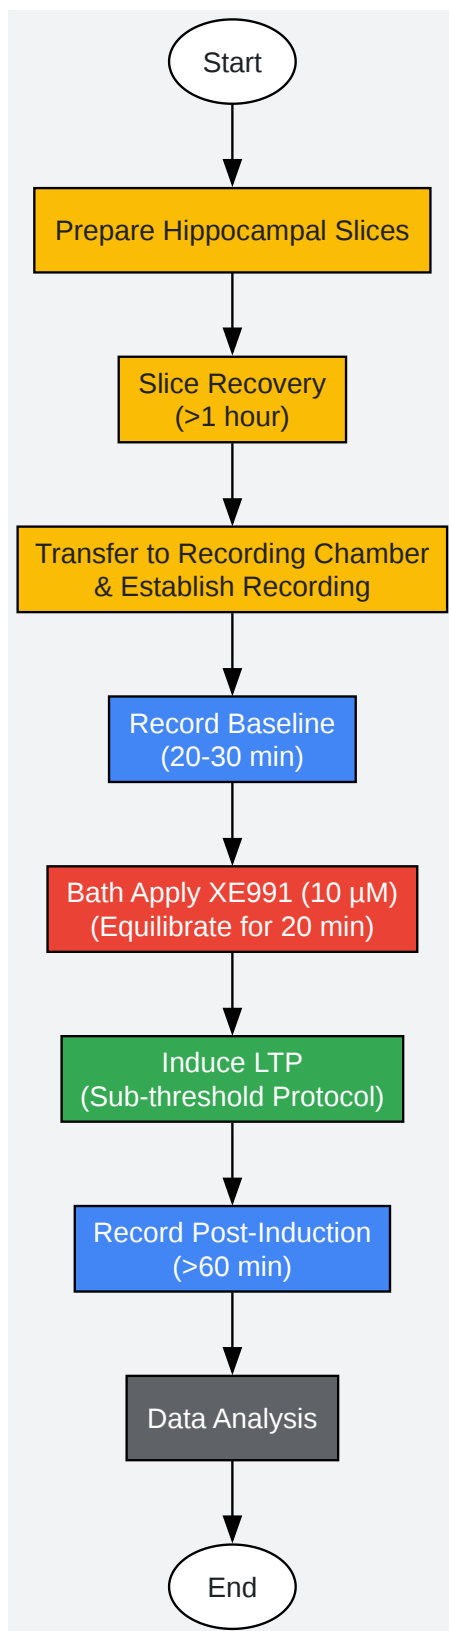 Start
Prepare Hippocampal Slices
Slice Recovery
(>1 hour)
Transfer to Recording Chamber
& Establish Recording
Record Baseline
(20-30 min)
Bath Apply XE991 (10 µM)
(Equilibrate for 20 min)
Induce LTP
(Sub-threshold Protocol)
Record Post-Induction
(>60 min)
Data Analysis
End